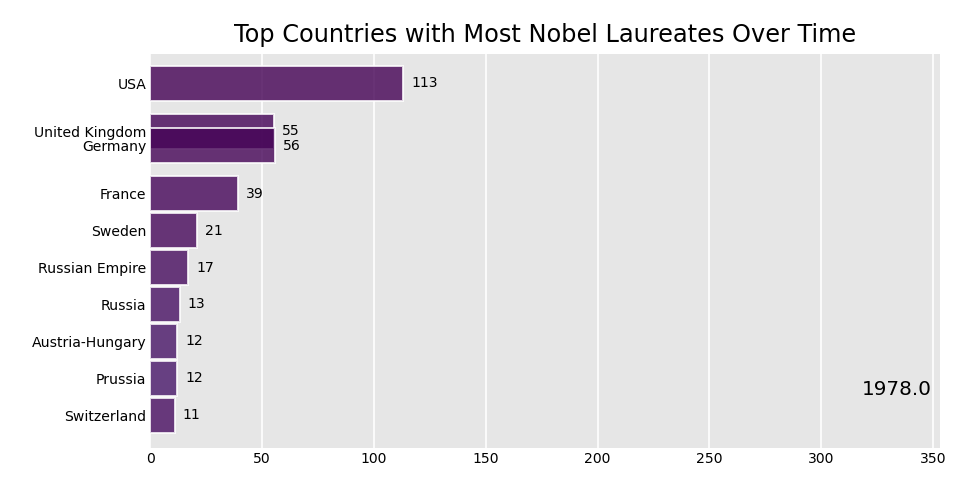 Top Countries with Most Nobel Laureates Over Time
USA 113
United Kingdom 55
Germany 56
France 39
Sweden 21
Russian Empire 17
Russia 13
Austria-Hungary 12
Prussia 12
1978.0
Switzerland 11
0 50 100 150 200 250 300 350